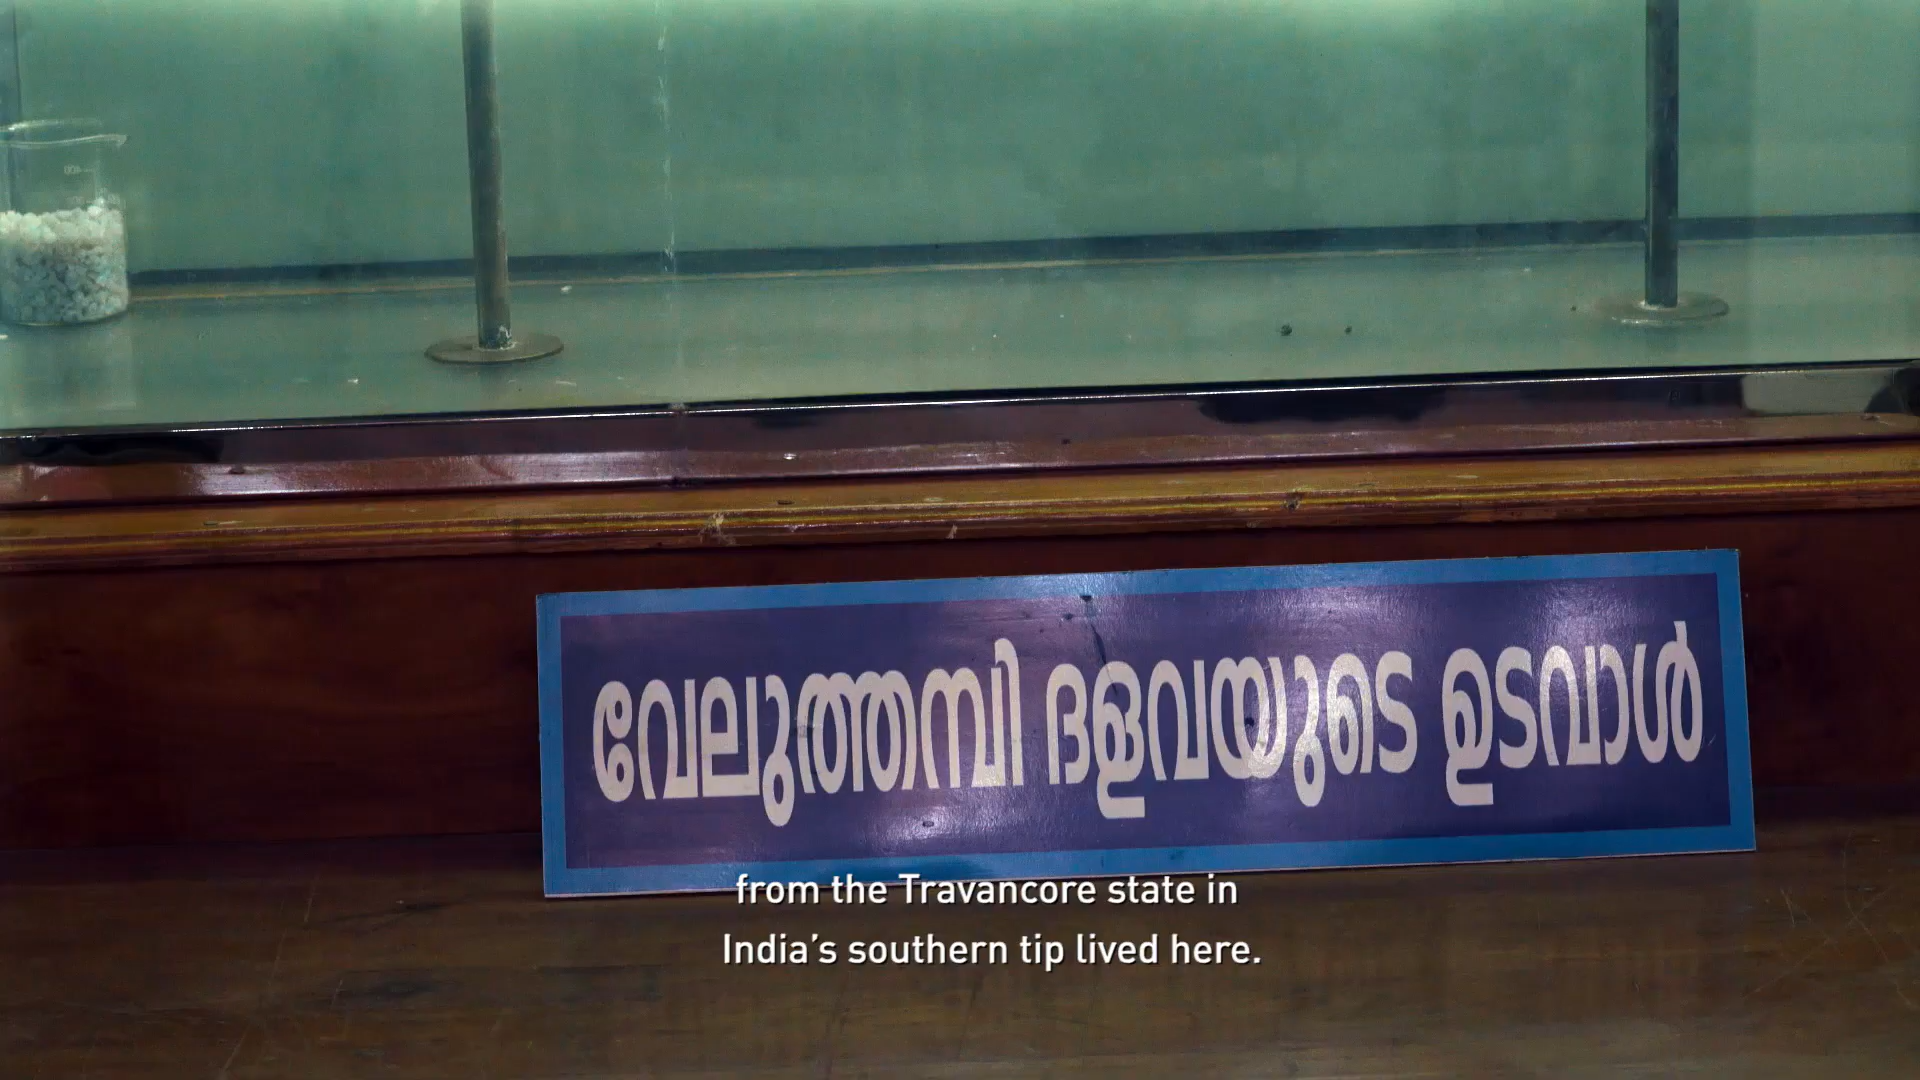 വേലുത്തമ്പി ദളവയുടെ ഉടവാൾ
from the Travancore state in
India's southern tip lived here.